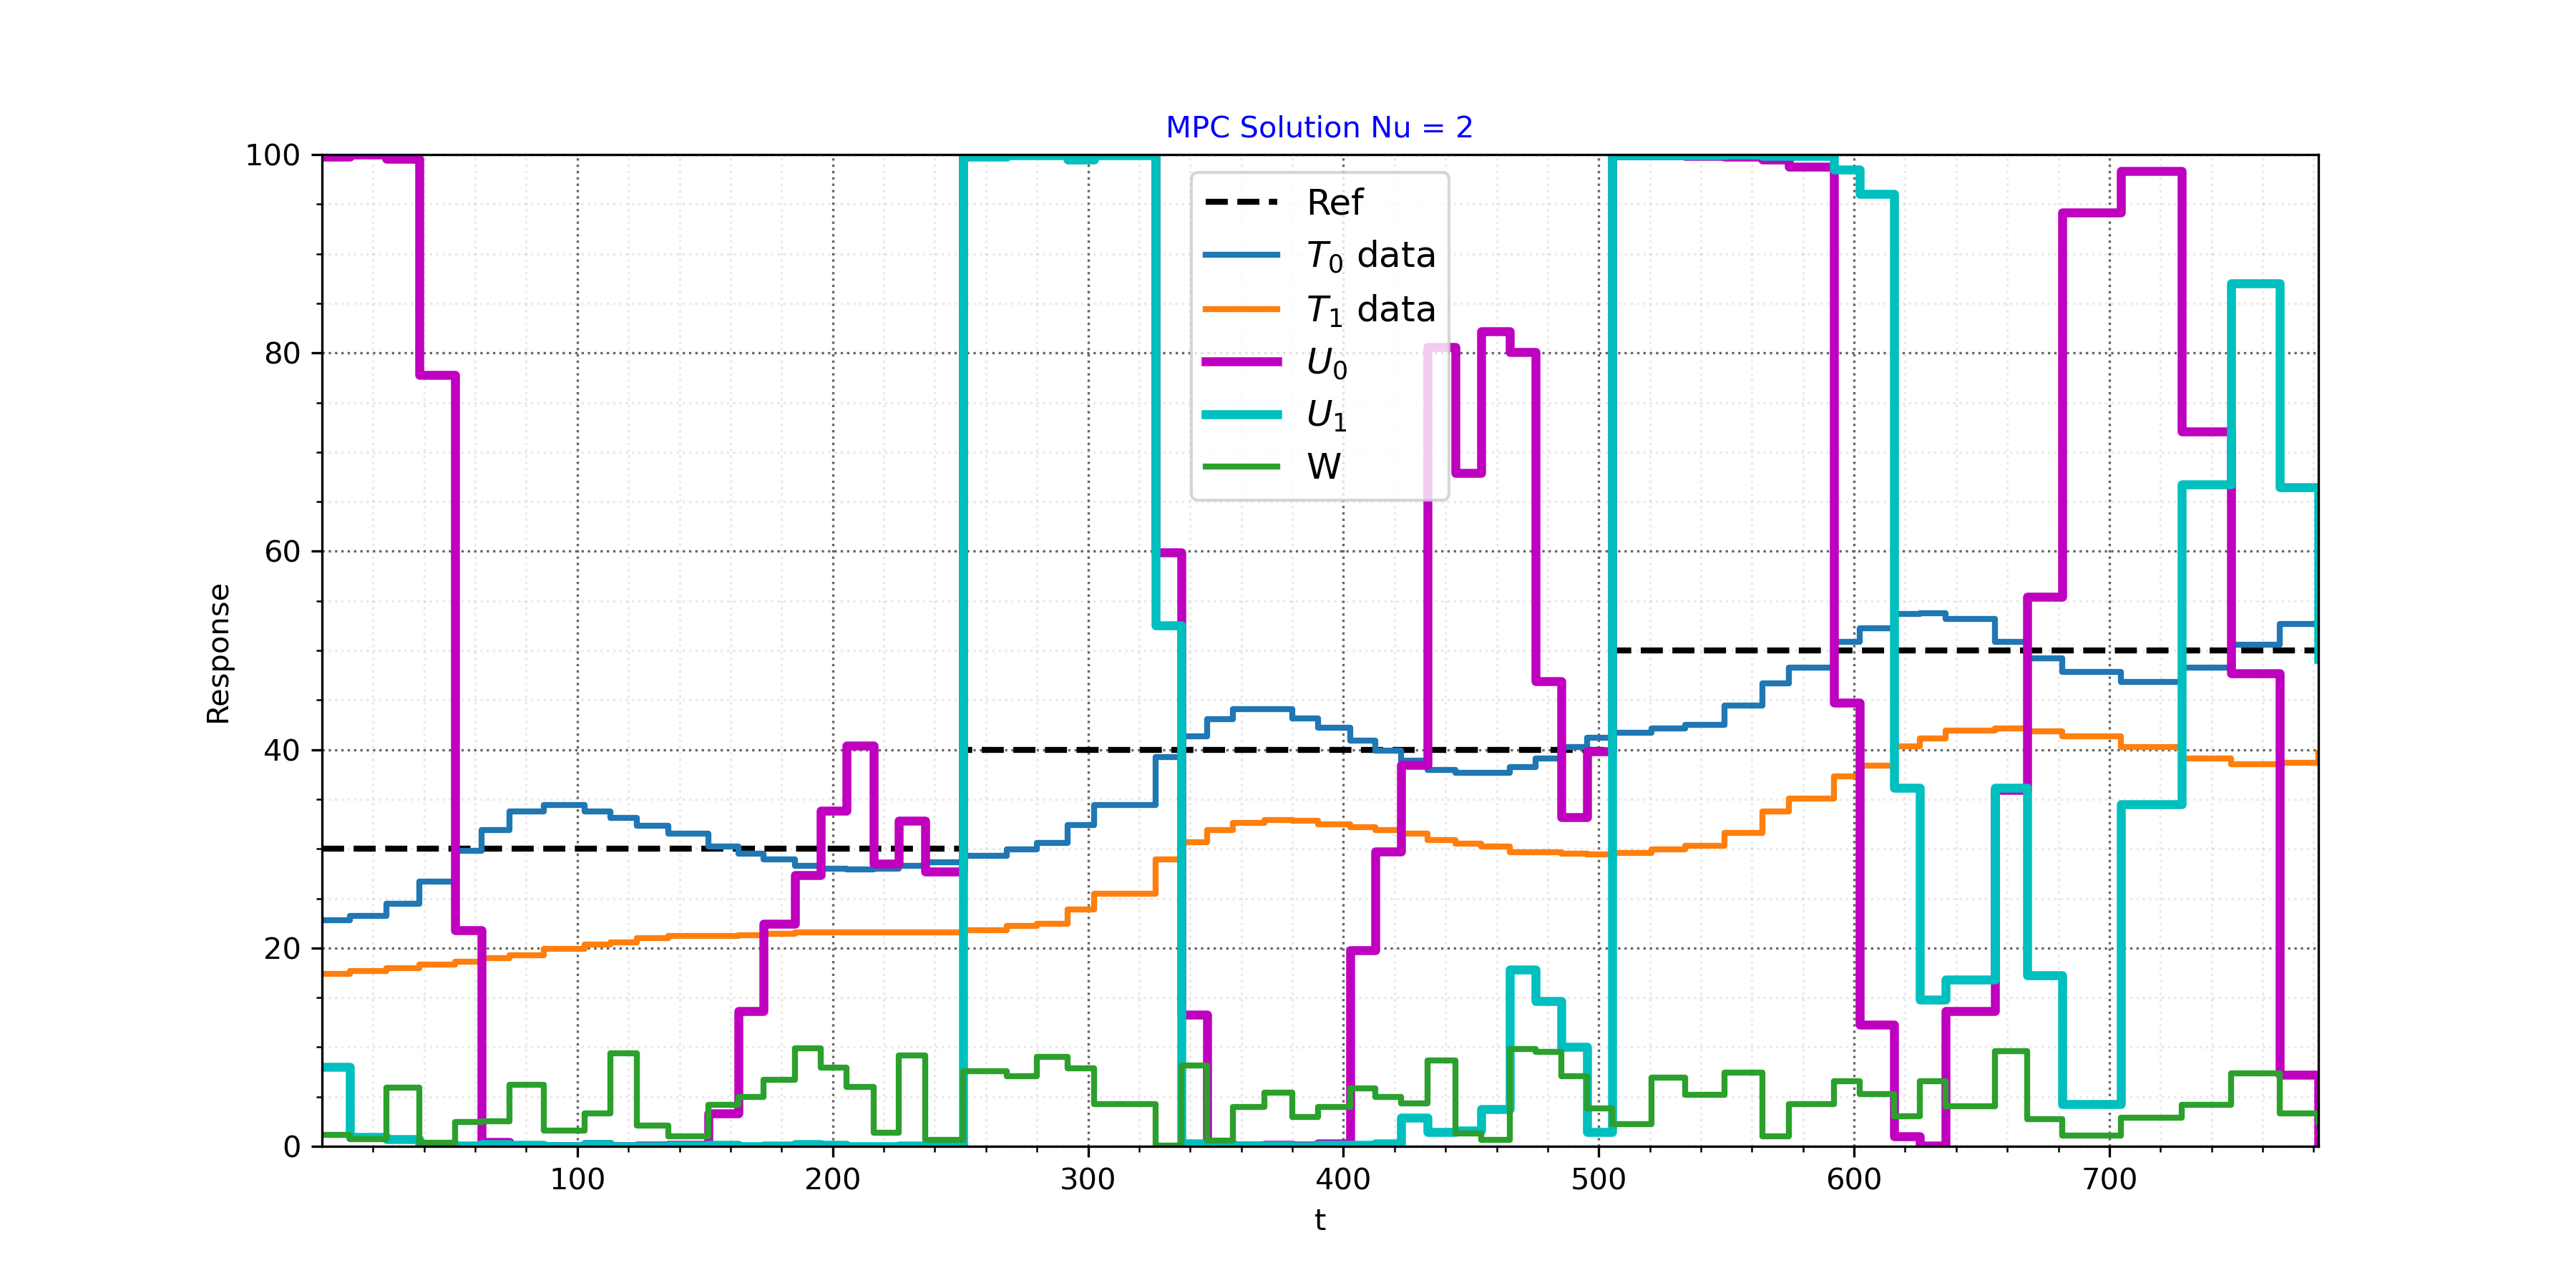 MPC Solution Nu = 2
100
80
60
40
20
0
Response
Ref
T₀ data
T₁ data
U₀
U₁
W
100 200 300 400 500 600 700
t